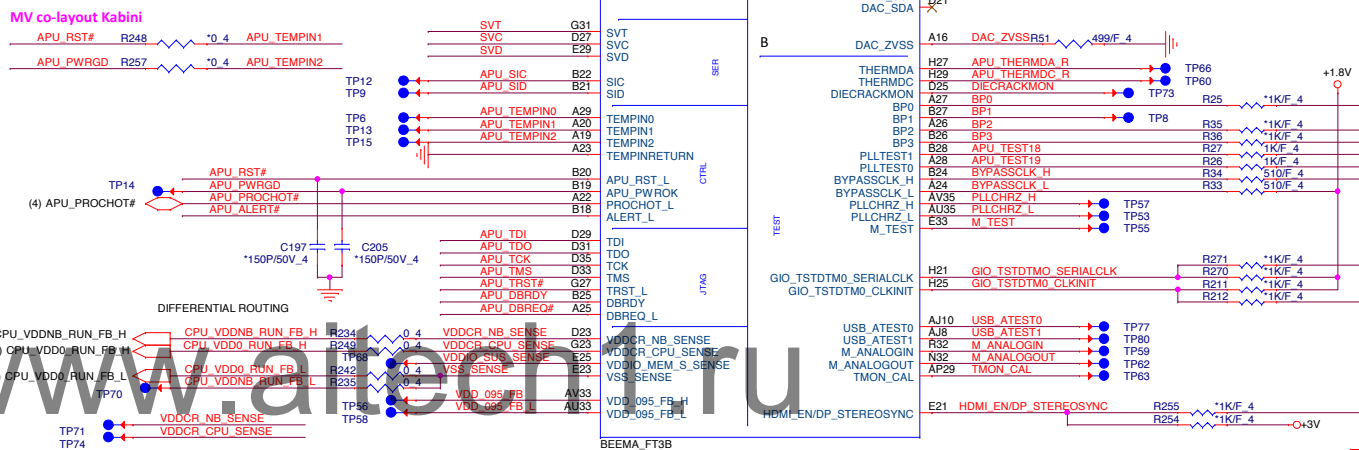 MV co-layout Kabini
APU_RST# R248 *0_4 APU_TEMPIN1
APU_PWRGD R257 *0_4 APU_TEMPIN2
SVT G31 SVT
SVC D27 SVC
SVD E29 SVD
SER
TP12 APU_SIC B22 SIC
TP9 APU_SID B21 SID
TP6 APU_TEMPIN0 A29 TEMPIN0
TP13 APU_TEMPIN1 A20 TEMPIN1
TP15 APU_TEMPIN2 A19 TEMPIN2
A23 TEMPINRETURN
CTRL
APU_RST# B20 APU_RST_L
TP14 APU_PWRGD B19 APU_PWROK
(4) APU_PROCHOT# APU_PROCHOT# A22 PROCHOT_L
APU_ALERT# B18 ALERT_L
C197 *150P/50V_4
C205 *150P/50V_4
APU_TDI D29 TDI
APU_TDO D31 TDO
APU_TCK D35 TCK
APU_TMS D33 TMS
APU_TRST# G27 TRST_L
APU_DBRDY B25 DBRDY
APU_DBREQ# A25 DBREQ_L
JTAG
DIFFERENTIAL ROUTING
CPU_VDDNB_RUN_FB_H CPU_VDDNB_RUN_FB_H R234 0_4 VDDCR_NB_SENSE D23 VDDCR_NB_SENSE
) CPU_VDD0_RUN_FB_H CPU_VDD0_RUN_FB_H R249 0_4 VDDCR_CPU_SENSE G23 VDDCR_CPU_SENSE
TP68 VDDIO_SUS_SENSE E25 VDDIO_MEM_S_SENSE
) CPU_VDD0_RUN_FB_L CPU_VDD0_RUN_FB_L R242 0_4 VSS_SENSE E23 VSS_SENSE
TP70 CPU_VDDNB_RUN_FB_L R235 0_4
TP56 VDD_095_FB AV33 VDD_095_FB_H
TP58 VDD_095_FB_L AU33 VDD_095_FB_L
TP71 VDDCR_NB_SENSE
TP74 VDDCR_CPU_SENSE
BEEMA_FT3B
B
TEST
DAC_SDA D21
DAC_ZVSS A16 DAC_ZVSS R51 499/F_4
THERMDA H27 APU_THERMDA_R TP66
THERMDC H29 APU_THERMDC_R TP60
DIECRACKMON D25 DIECRACKMON TP73
+1.8V
BP0 A27 BP0 R25 *1K/F_4
BP1 B27 BP1 TP8
BP2 A26 BP2 R35 *1K/F_4
BP3 B26 BP3 R36 *1K/F_4
PLLTEST1 B28 APU_TEST18 R27 1K/F_4
PLLTEST0 A28 APU_TEST19 R26 1K/F_4
BYPASSCLK_H B24 BYPASSCLK_H R34 510/F_4
BYPASSCLK_L A24 BYPASSCLK_L R33 510/F_4
PLLCHRZ_H AV35 PLLCHRZ_H TP57
PLLCHRZ_L AU35 PLLCHRZ_L TP53
M_TEST E33 M_TEST TP55
R271 *1K/F_4
GIO_TSTDTM0_SERIALCLK H21 GIO_TSTDTMO_SERIALCLK R270 *1K/F_4
GIO_TSTDTM0_CLKINIT H25 GIO_TSTDTM0_CLKINIT R211 *1K/F_4
R212 *1K/F_4
USB_ATEST0 AJ10 USB_ATEST0 TP77
USB_ATEST1 AJ8 USB_ATEST1 TP80
M_ANALOGIN R32 M_ANALOGIN TP59
M_ANALOGOUT N32 M_ANALOGOUT TP62
TMON_CAL AP29 TMON_CAL TP63
HDMI_EN/DP_STEREOSYNC E21 HDMI_EN/DP_STEREOSYNC R255 *1K/F_4
R254 *1K/F_4 +3V
www.aitech1.ru